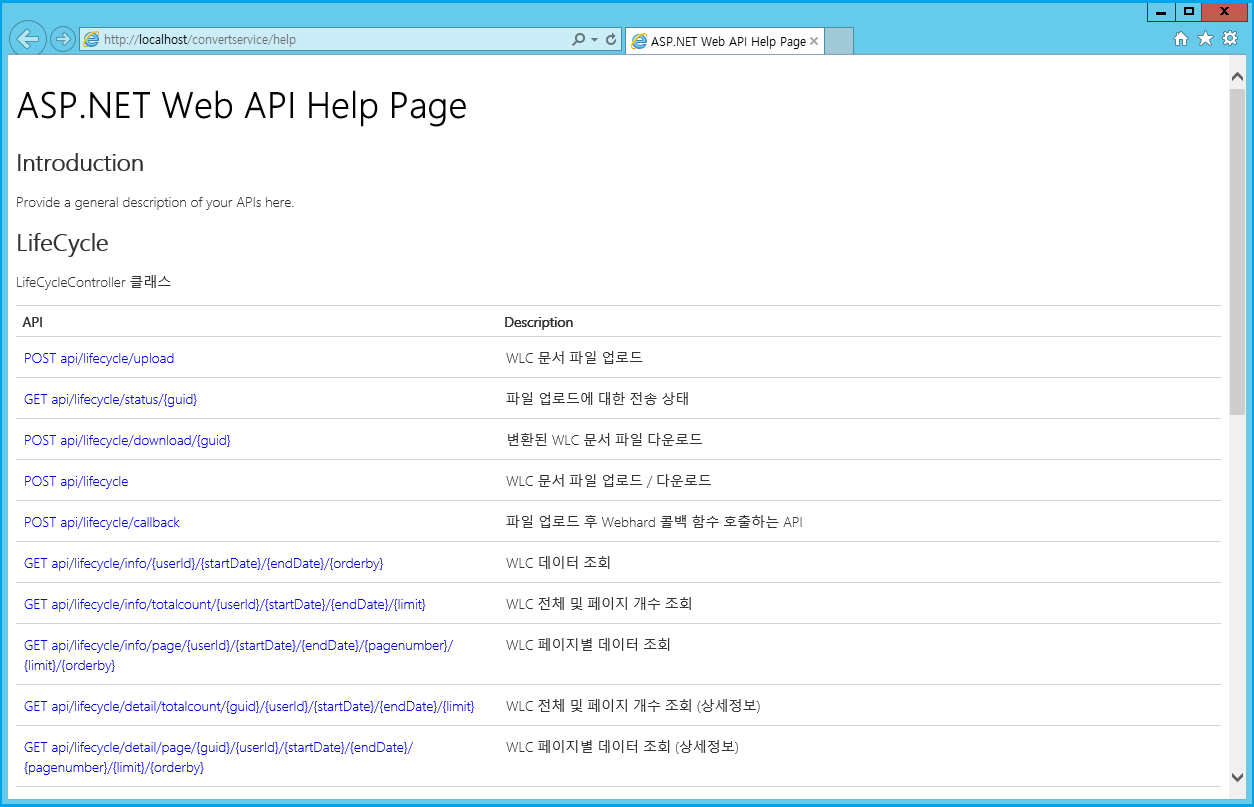 http://localhost/convertservice/help
ASP.NET Web API Help Page
ASP.NET Web API Help Page
Introduction
Provide a general description of your APIs here.
LifeCycle
LifeCycleController 클래스
API Description
POST api/lifecycle/upload WLC 문서 파일 업로드
GET api/lifecycle/status/{guid} 파일 업로드에 대한 전송 상태
POST api/lifecycle/download/{guid} 변환된 WLC 문서 파일 다운로드
POST api/lifecycle WLC 문서 파일 업로드 / 다운로드
POST api/lifecycle/callback 파일 업로드 후 Webhard 콜백 함수 호출하는 API
GET api/lifecycle/info/{userId}/{startDate}/{endDate}/{orderby} WLC 데이터 조회
GET api/lifecycle/info/totalcount/{userId}/{startDate}/{endDate}/{limit} WLC 전체 및 페이지 개수 조회
GET api/lifecycle/info/page/{userId}/{startDate}/{endDate}/{pagenumber}/ WLC 페이지별 데이터 조회
{limit}/{orderby}
GET api/lifecycle/detail/totalcount/{guid}/{userId}/{startDate}/{endDate}/{limit} WLC 전체 및 페이지 개수 조회 (상세정보)
GET api/lifecycle/detail/page/{guid}/{userId}/{startDate}/{endDate}/ WLC 페이지별 데이터 조회 (상세정보)
{pagenumber}/{limit}/{orderby}